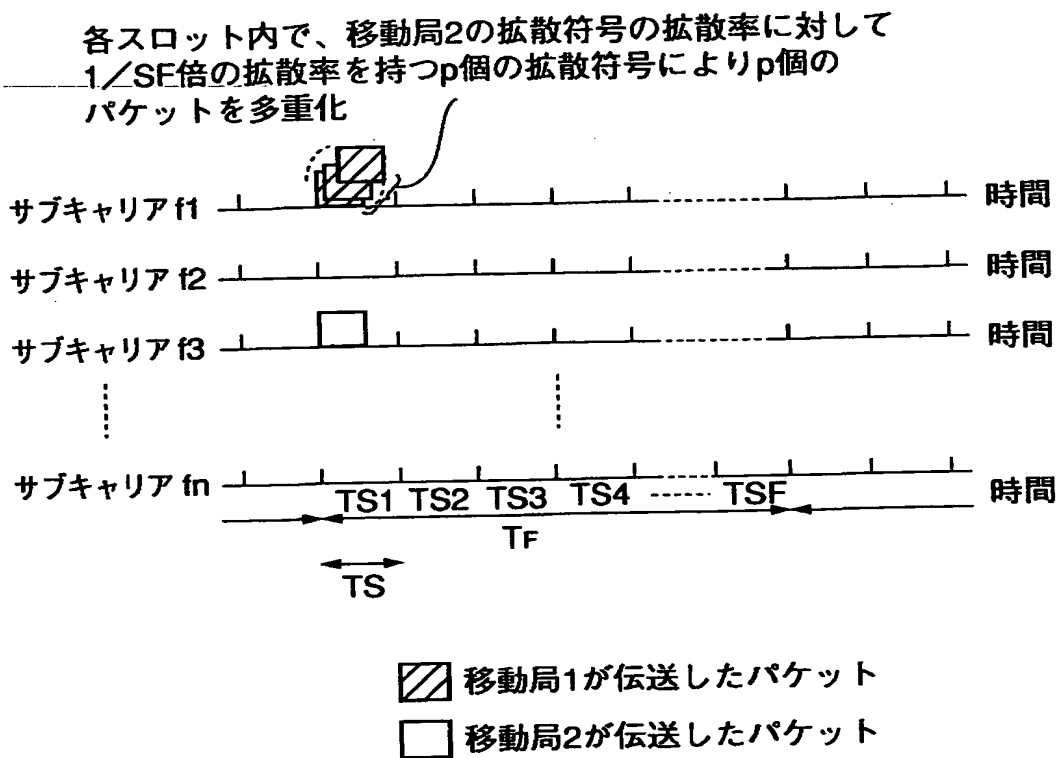 各スロット内で、移動局2の拡散符号の拡散率に対して
1/SF倍の拡散率を持つp個の拡散符号によりp個の
パケットを多重化
サブキャリア f1
時間
サブキャリア f2
時間
サブキャリア f3
時間
サブキャリア fn
時間
TS1 TS2 TS3 TS4 TSF
TF
TS
移動局1が伝送したパケット
移動局2が伝送したパケット